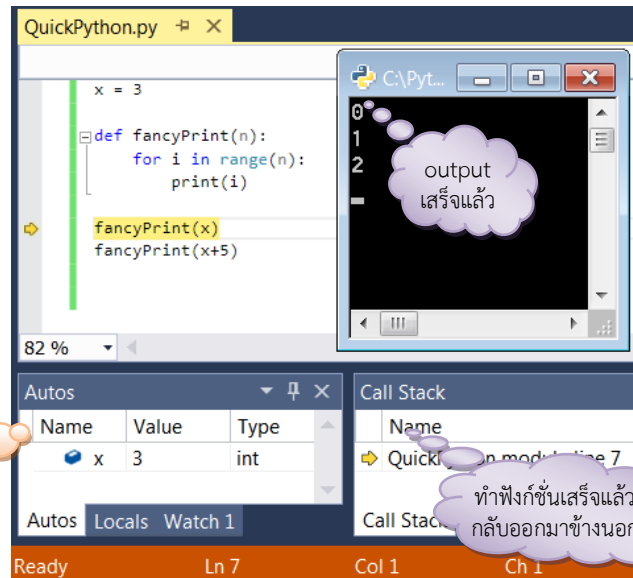 QuickPython.py
x = 3
def fancyPrint(n):
for i in range(n):
print(i)
fancyPrint(x)
fancyPrint(x+5)
C:\Pyt...
0
1
2
output
เสร็จแล้ว
82 %
Autos
Name Value Type
x 3 int
Autos Locals Watch 1
Call Stack
Name
line 7
Call Stack
ทำฟังก์ชั่นเสร็จแล้ว
กลับออกมาข้างนอก
Ready Ln 7 Col 1 Ch 1